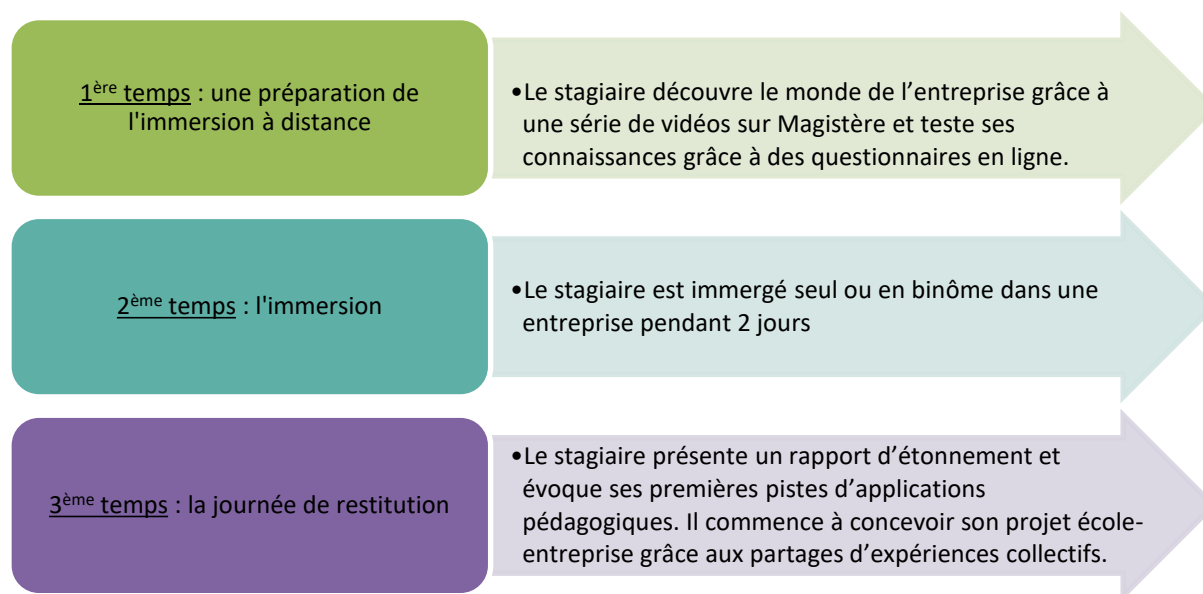 1ère temps : une préparation de
l'immersion à distance
•Le stagiaire découvre le monde de l’entreprise grâce à
une série de vidéos sur Magistère et teste ses
connaissances grâce à des questionnaires en ligne.
2ème temps : l'immersion
•Le stagiaire est immergé seul ou en binôme dans une
entreprise pendant 2 jours
3ème temps : la journée de restitution
•Le stagiaire présente un rapport d’étonnement et
évoque ses premières pistes d’applications
pédagogiques. Il commence à concevoir son projet école-
entreprise grâce aux partages d’expériences collectifs.